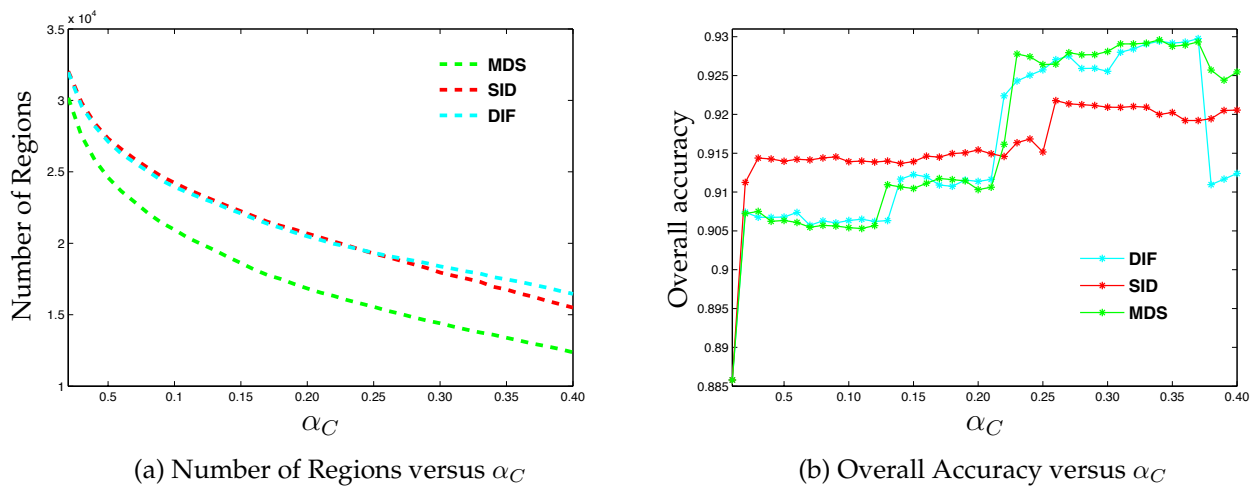 x 10⁴
3.5
3
2.5
2
1.5
1
Number of Regions
MDS
SID
DIF
0.5 0.10 0.15 0.20 0.25 0.30 0.35 0.40
α_C
(a) Number of Regions versus α_C
0.93
0.925
0.92
0.915
0.91
0.905
0.9
0.895
0.89
0.885
Overall accuracy
DIF
SID
MDS
0.5 0.10 0.15 0.20 0.25 0.30 0.35 0.40
α_C
(b) Overall Accuracy versus α_C